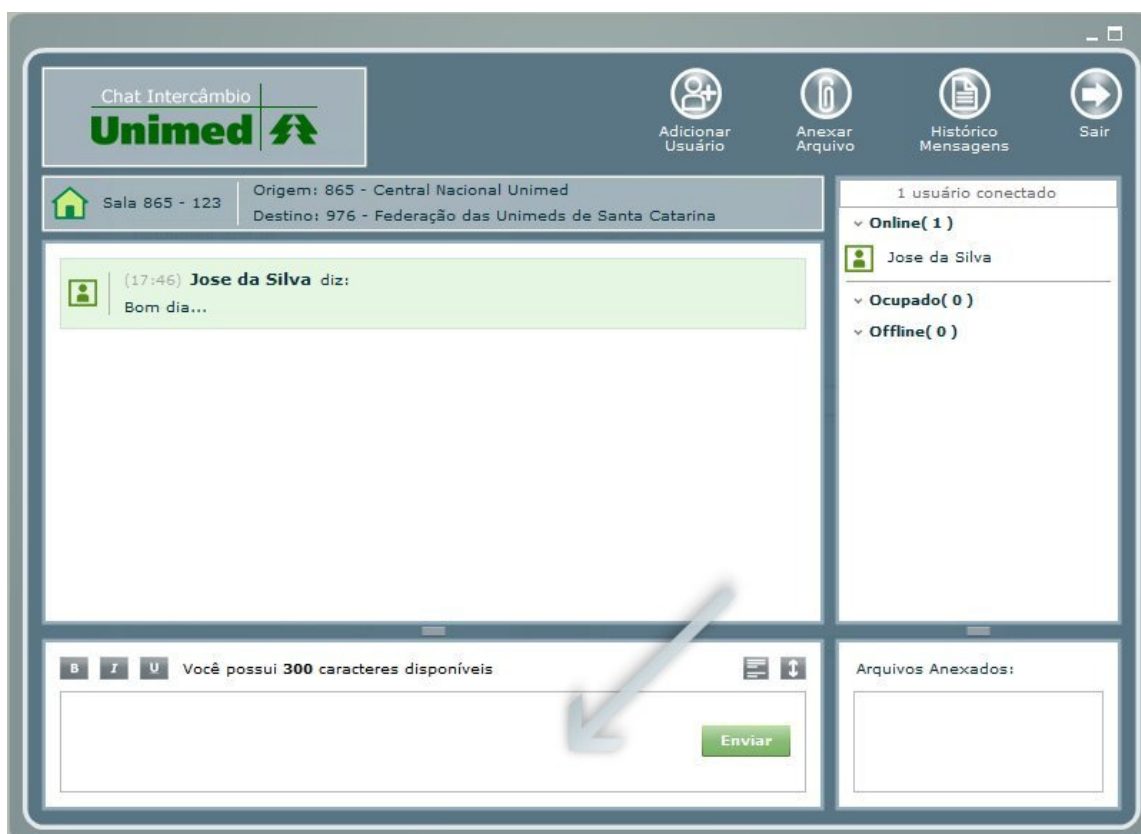 Chat Intercâmbio
Unimed
Adicionar
Usuário
Anexar
Arquivo
Histórico
Mensagens
Sair
Sala 865 - 123
Origem: 865 - Central Nacional Unimed
Destino: 976 - Federação das Unimeds de Santa Catarina
1 usuário conectado
Online( 1 )
Jose da Silva
Ocupado( 0 )
Offline( 0 )
(17:46) Jose da Silva diz:
Bom dia...
B I U Você possui 300 caracteres disponíveis
Enviar
Arquivos Anexados: